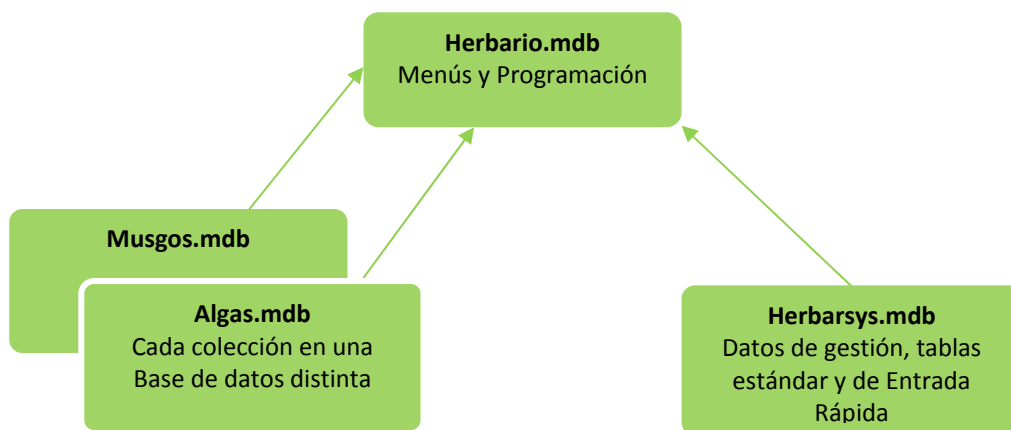 Herbario.mdb
Menús y Programación
Musgos.mdb
Algas.mdb
Cada colección en una
Base de datos distinta
Herbarsys.mdb
Datos de gestión, tablas
estándar y de Entrada
Rápida